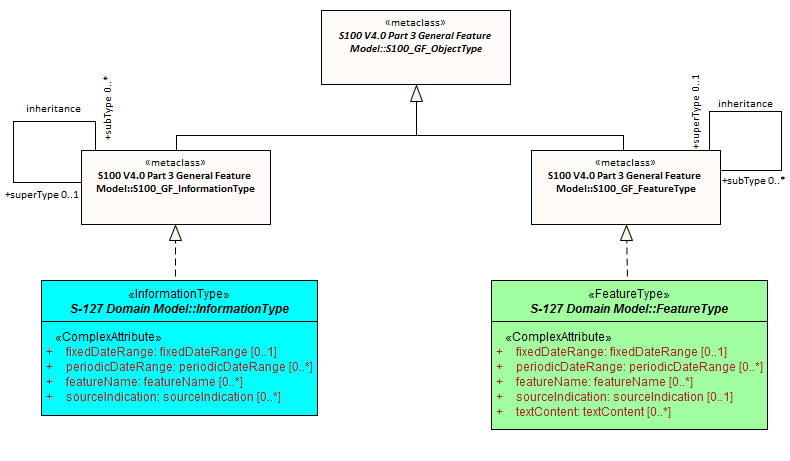 «metaclass»
S100 V4.0 Part 3 General Feature
Model::S100_GF_ObjectType
inheritance
+subType 0..*
+superType 0..1
«metaclass»
S100 V4.0 Part 3 General Feature
Model::S100_GF_InformationType
+superType 0..1
inheritance
+subType 0..*
«metaclass»
S100 V4.0 Part 3 General Feature
Model::S100_GF_FeatureType
«InformationType»
S-127 Domain Model::InformationType
«ComplexAttribute»
+ fixedDateRange: fixedDateRange [0..1]
+ periodicDateRange: periodicDateRange [0..*]
+ featureName: featureName [0..*]
+ sourceIndication: sourceIndication [0..*]
«FeatureType»
S-127 Domain Model::FeatureType
«ComplexAttribute»
+ fixedDateRange: fixedDateRange [0..1]
+ periodicDateRange: periodicDateRange [0..*]
+ featureName: featureName [0..*]
+ sourceIndication: sourceIndication [0..1]
+ textContent: textContent [0..*]